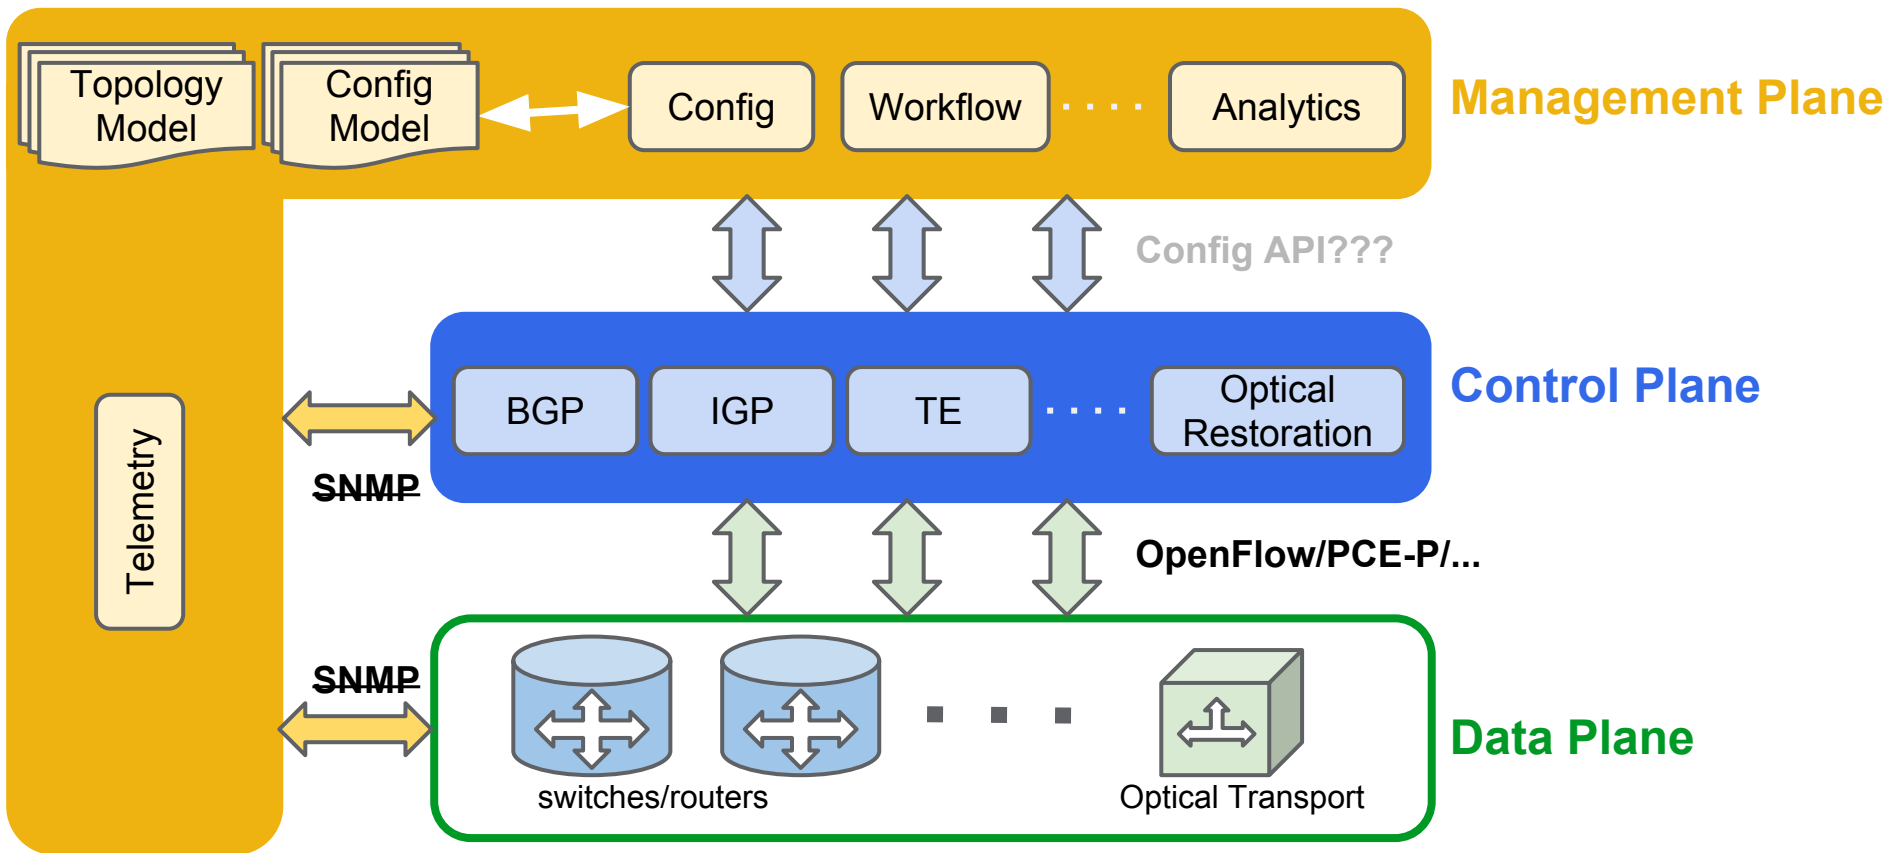 Topology
Model
Config
Model
Config
Workflow
. . . .
Analytics
Management Plane
Config API???
BGP
IGP
TE
. . . .
Optical
Restoration
Control Plane
Telemetry
SNMP
OpenFlow/PCE-P/...
SNMP
switches/routers
Optical Transport
Data Plane